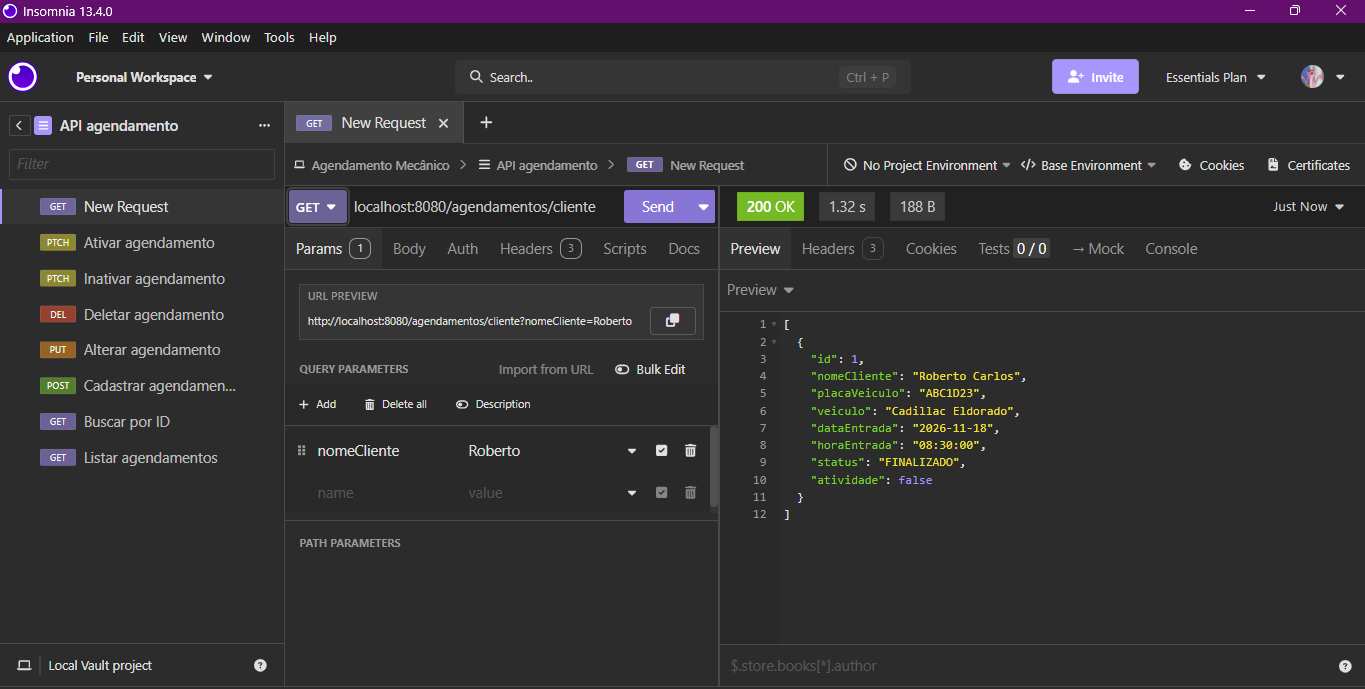 Insomnia 13.4.0
Application File Edit View Window Tools Help
Personal Workspace
Search..
Ctrl + P
Invite
Essentials Plan
API agendamento
GET New Request
Filter
Agendamento Mecânico > API agendamento > GET New Request
No Project Environment
</> Base Environment
Cookies
Certificates
GET New Request
PTCH Ativar agendamento
PTCH Inativar agendamento
DEL Deletar agendamento
PUT Alterar agendamento
POST Cadastrar agendamen...
GET Buscar por ID
GET Listar agendamentos
Local Vault project
GET localhost:8080/agendamentos/cliente Send
Params 1 Body Auth Headers 3 Scripts Docs
URL PREVIEW
http://localhost:8080/agendamentos/cliente?nomeCliente=Roberto
QUERY PARAMETERS Import from URL Bulk Edit
+ Add Delete all Description
nomeCliente Roberto
name value
PATH PARAMETERS
200 OK 1.32 s 188 B Just Now
Preview Headers 3 Cookies Tests 0 / 0 → Mock Console
Preview
1 [
2 {
3 "id": 1,
4 "nomeCliente": "Roberto Carlos",
5 "placaVeiculo": "ABC1D23",
6 "veiculo": "Cadillac Eldorado",
7 "dataEntrada": "2026-11-18",
8 "horaEntrada": "08:30:00",
9 "status": "FINALIZADO",
10 "atividade": false
11 }
12 ]
$.store.books[*].author